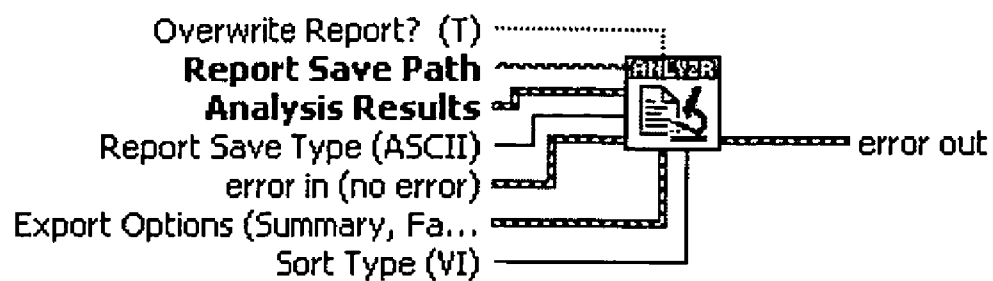 Overwrite Report? (T)
Report Save Path
Analysis Results
Report Save Type (ASCII)
error in (no error)
Export Options (Summary, Fa...
Sort Type (VI)
ANLYZR
error out